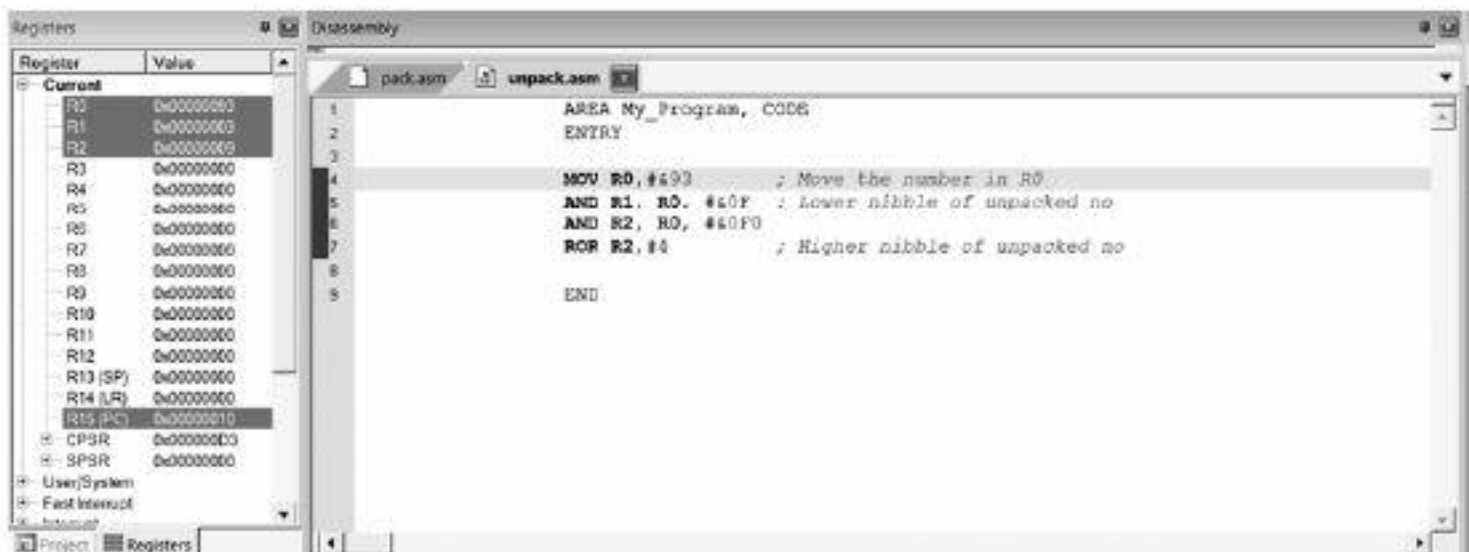 Registers
Register Value
Current
R0 0x00000093
R1 0x00000003
R2 0x00000009
R3 0x00000000
R4 0x00000000
R5 0x00000000
R6 0x00000000
R7 0x00000000
R8 0x00000000
R9 0x00000000
R10 0x00000000
R11 0x00000000
R12 0x00000000
R13 (SP) 0x00000000
R14 (LR) 0x00000000
R15 (PC) 0x00000010
CPSR 0x000000D3
SPSR 0x00000000
User/System
Fast Interrupt
Interrupt
Project Registers
Disassembly
pack.asm unpack.asm
1 AREA My_Program, CODE
2 ENTRY
3
4 MOV R0,#&93 ; Move the number in R0
5 AND R1, R0, #&0F ; Lower nibble of unpacked no
6 AND R2, R0, #&0F0
7 ROR R2,#4 ; Higher nibble of unpacked no
8
9 END